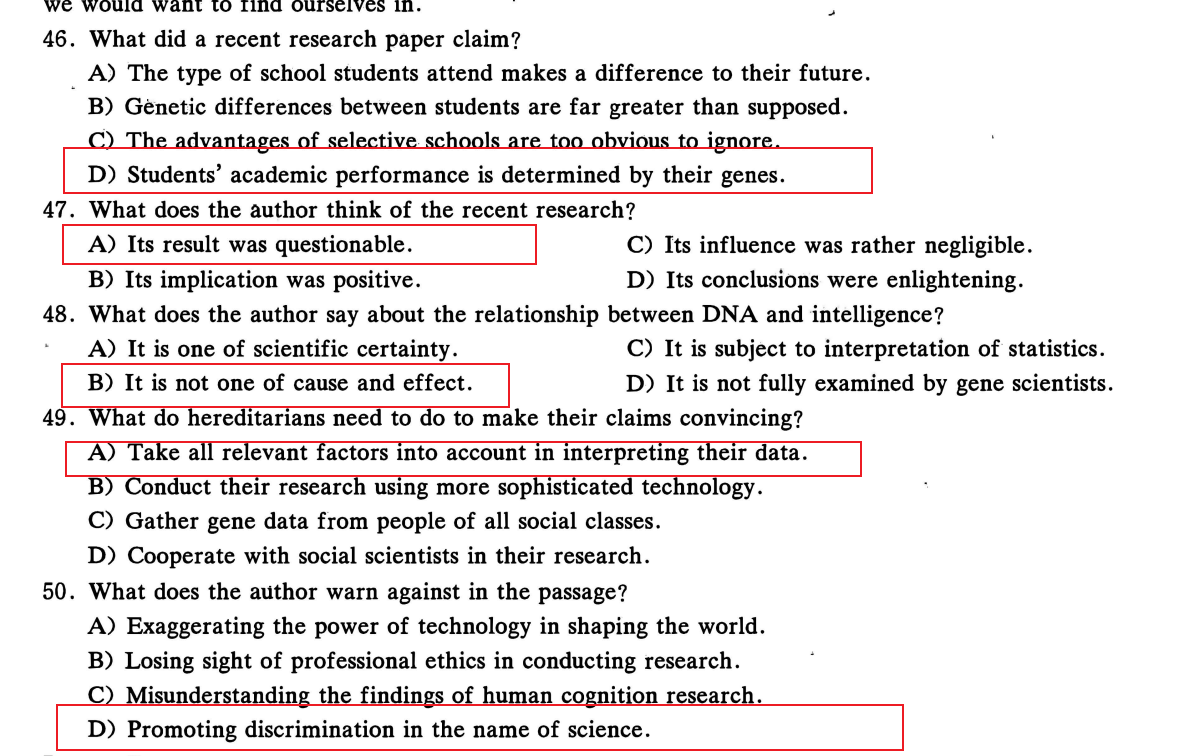 we would want to find ourselves in.
46. What did a recent research paper claim?
A) The type of school students attend makes a difference to their future.
B) Genetic differences between students are far greater than supposed.
C) The advantages of selective schools are too obvious to ignore.
D) Students' academic performance is determined by their genes.
47. What does the author think of the recent research?
A) Its result was questionable. C) Its influence was rather negligible.
B) Its implication was positive. D) Its conclusions were enlightening.
48. What does the author say about the relationship between DNA and intelligence?
A) It is one of scientific certainty. C) It is subject to interpretation of statistics.
B) It is not one of cause and effect. D) It is not fully examined by gene scientists.
49. What do hereditarians need to do to make their claims convincing?
A) Take all relevant factors into account in interpreting their data.
B) Conduct their research using more sophisticated technology.
C) Gather gene data from people of all social classes.
D) Cooperate with social scientists in their research.
50. What does the author warn against in the passage?
A) Exaggerating the power of technology in shaping the world.
B) Losing sight of professional ethics in conducting research.
C) Misunderstanding the findings of human cognition research.
D) Promoting discrimination in the name of science.